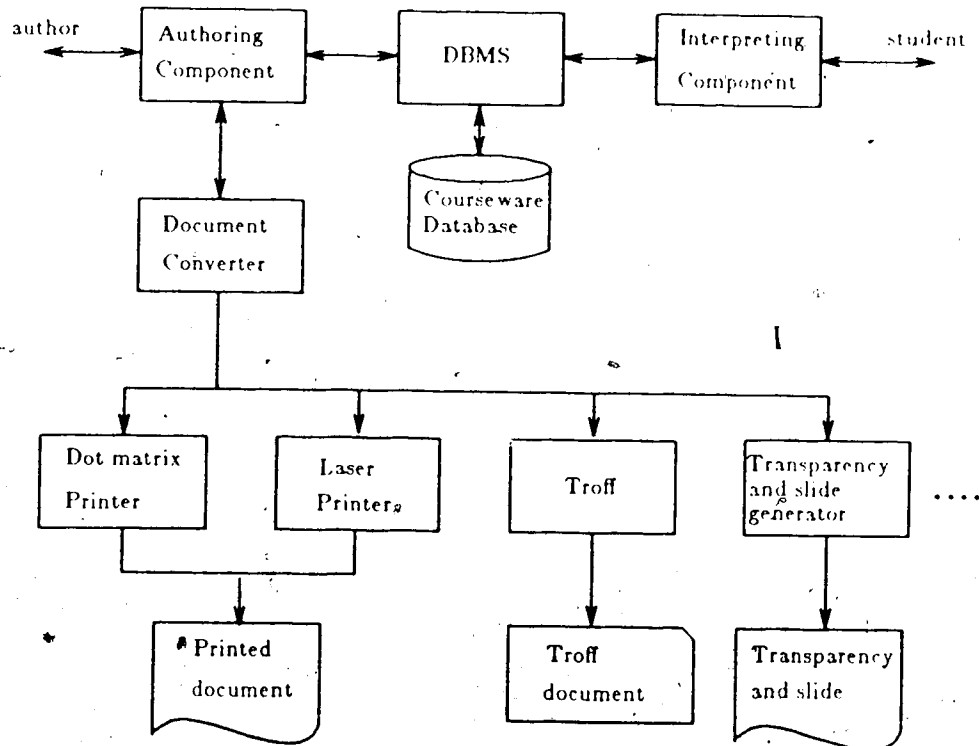 author
Authoring
Component
DBMS
Interpreting
Component
student
Courseware
Database
Document
Converter
Dot matrix
Printer
Laser
Printer
Troff
Transparency
and slide
generator
....
Printed
document
Troff
document
Transparency
and slide